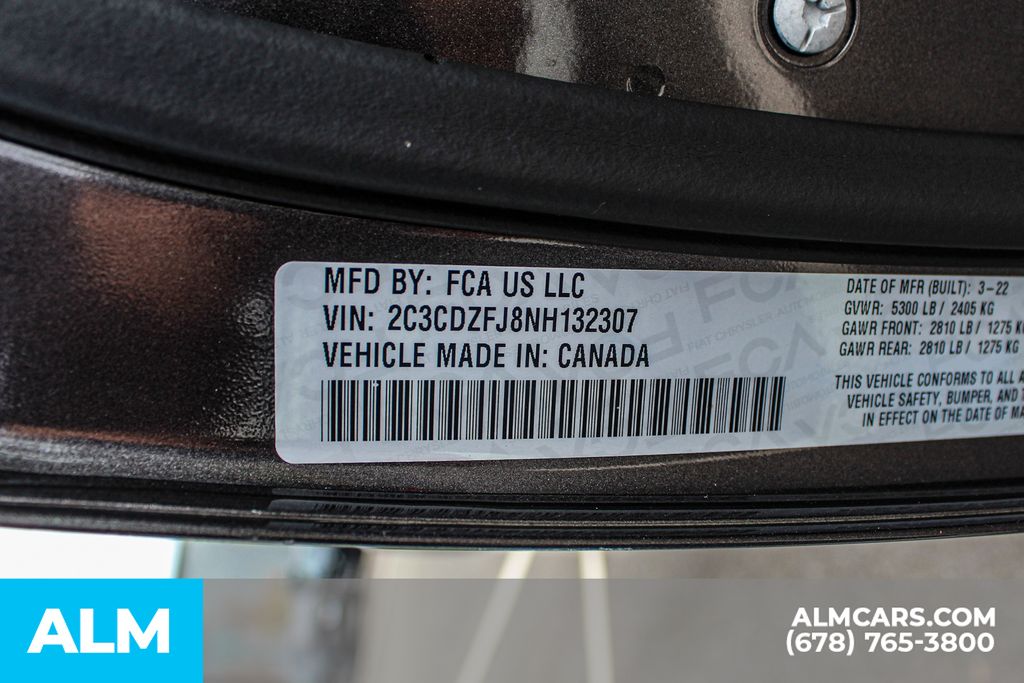 MFD BY: FCA US LLC
VIN: 2C3CDZFJ8NH132307
VEHICLE MADE IN: CANADA
DATE OF MFR (BUILT): 3-22
GVWR: 5300 LB / 2405 KG
GAWR FRONT: 2810 LB / 1275 K
GAWR REAR: 2810 LB / 1275 KG
THIS VEHICLE CONFORMS TO ALL A
VEHICLE SAFETY, BUMPER, AND
IN EFFECT ON THE DATE OF MA
ALM
ALMCARS.COM
(678) 765-3800